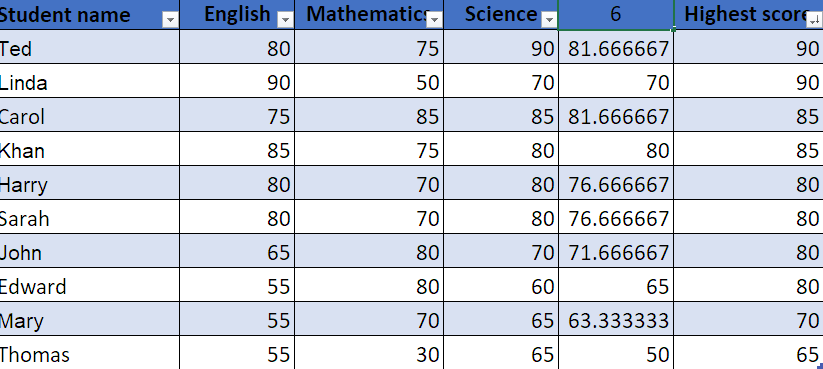 Student name English Mathematics Science 6 Highest score
Ted 80 75 90 81.666667 90
Linda 90 50 70 70 90
Carol 75 85 85 81.666667 85
Khan 85 75 80 80 85
Harry 80 70 80 76.666667 80
Sarah 80 70 80 76.666667 80
John 65 80 70 71.666667 80
Edward 55 80 60 65 80
Mary 55 70 65 63.333333 70
Thomas 55 30 65 50 65